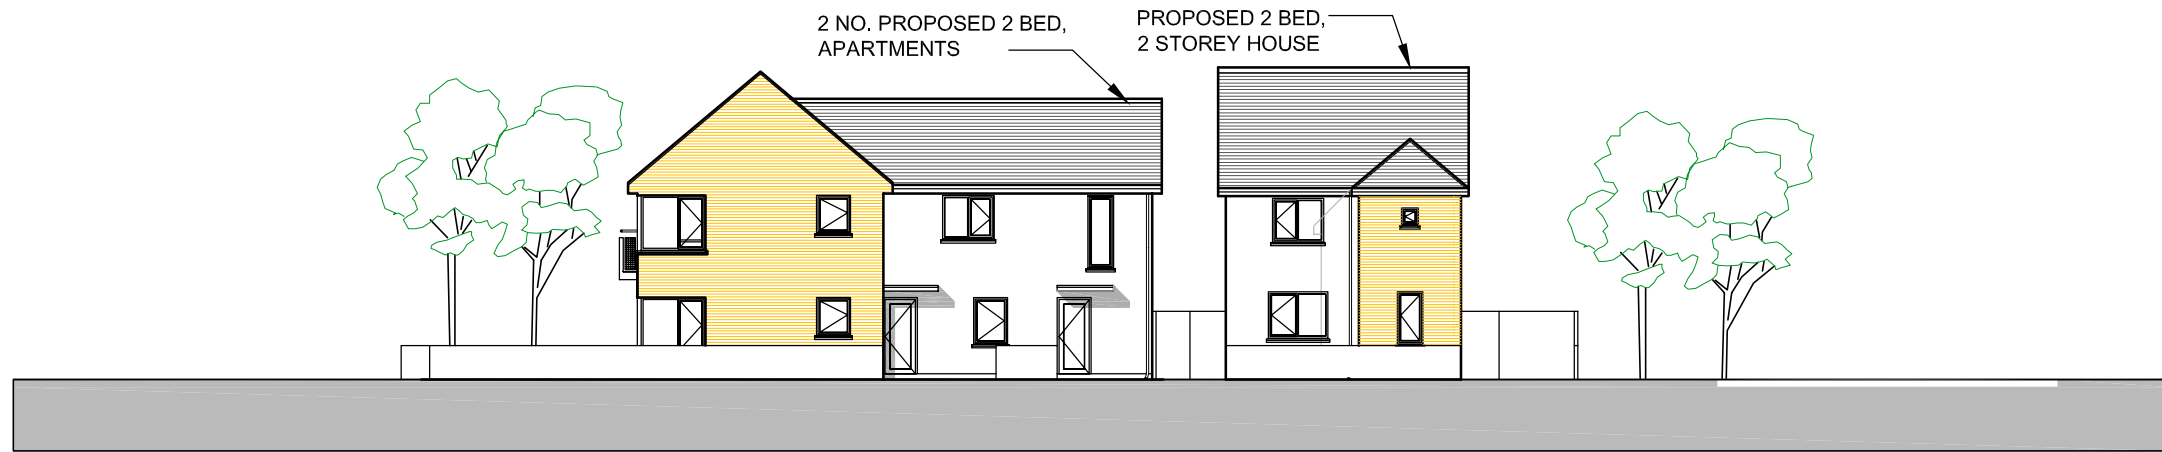 2 NO. PROPOSED 2 BED,
APARTMENTS
PROPOSED 2 BED,
2 STOREY HOUSE